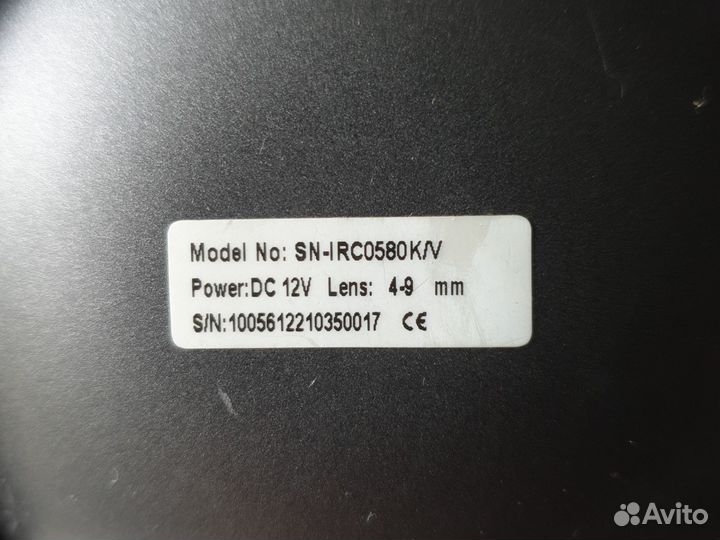 Model No: SN-IRC0580K/V
Power:DC 12V Lens: 4-9 mm
S/N:1005612210350017 CE
Avito